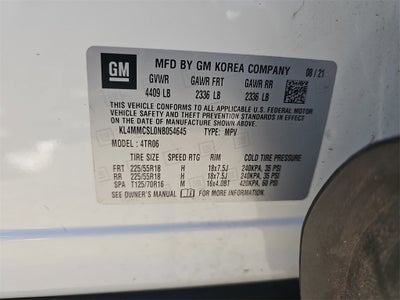 GM
MFD BY GM KOREA COMPANY 08/21
GVWR GAWR FRT GAWR RR
4409 LB 2336 LB 2336 LB
THIS VEHICLE CONFORMS TO ALL APPLICABLE U.S. FEDERAL MOTOR
VEHICLE SAFETY, BUMPER, AND THEFT PREVENTION STANDARDS IN
EFFECT ON THE DATE OF MANUFACTURE SHOWN ABOVE.
KL4MMCSL0NB054645 TYPE: MPV
MODEL : 4TR06
TIRE SIZE SPEED RTG RIM COLD TIRE PRESSURE
FRT 225/55R18 H 18x7.5J 240KPA, 35 PSI
RR 225/55R18 H 18x7.5J 240KPA, 35 PSI
SPA T125/70R16 M 16x4.0BT 420KPA, 60 PSI
SEE OWNER'S MANUAL FOR ADDITIONAL INFORMATION